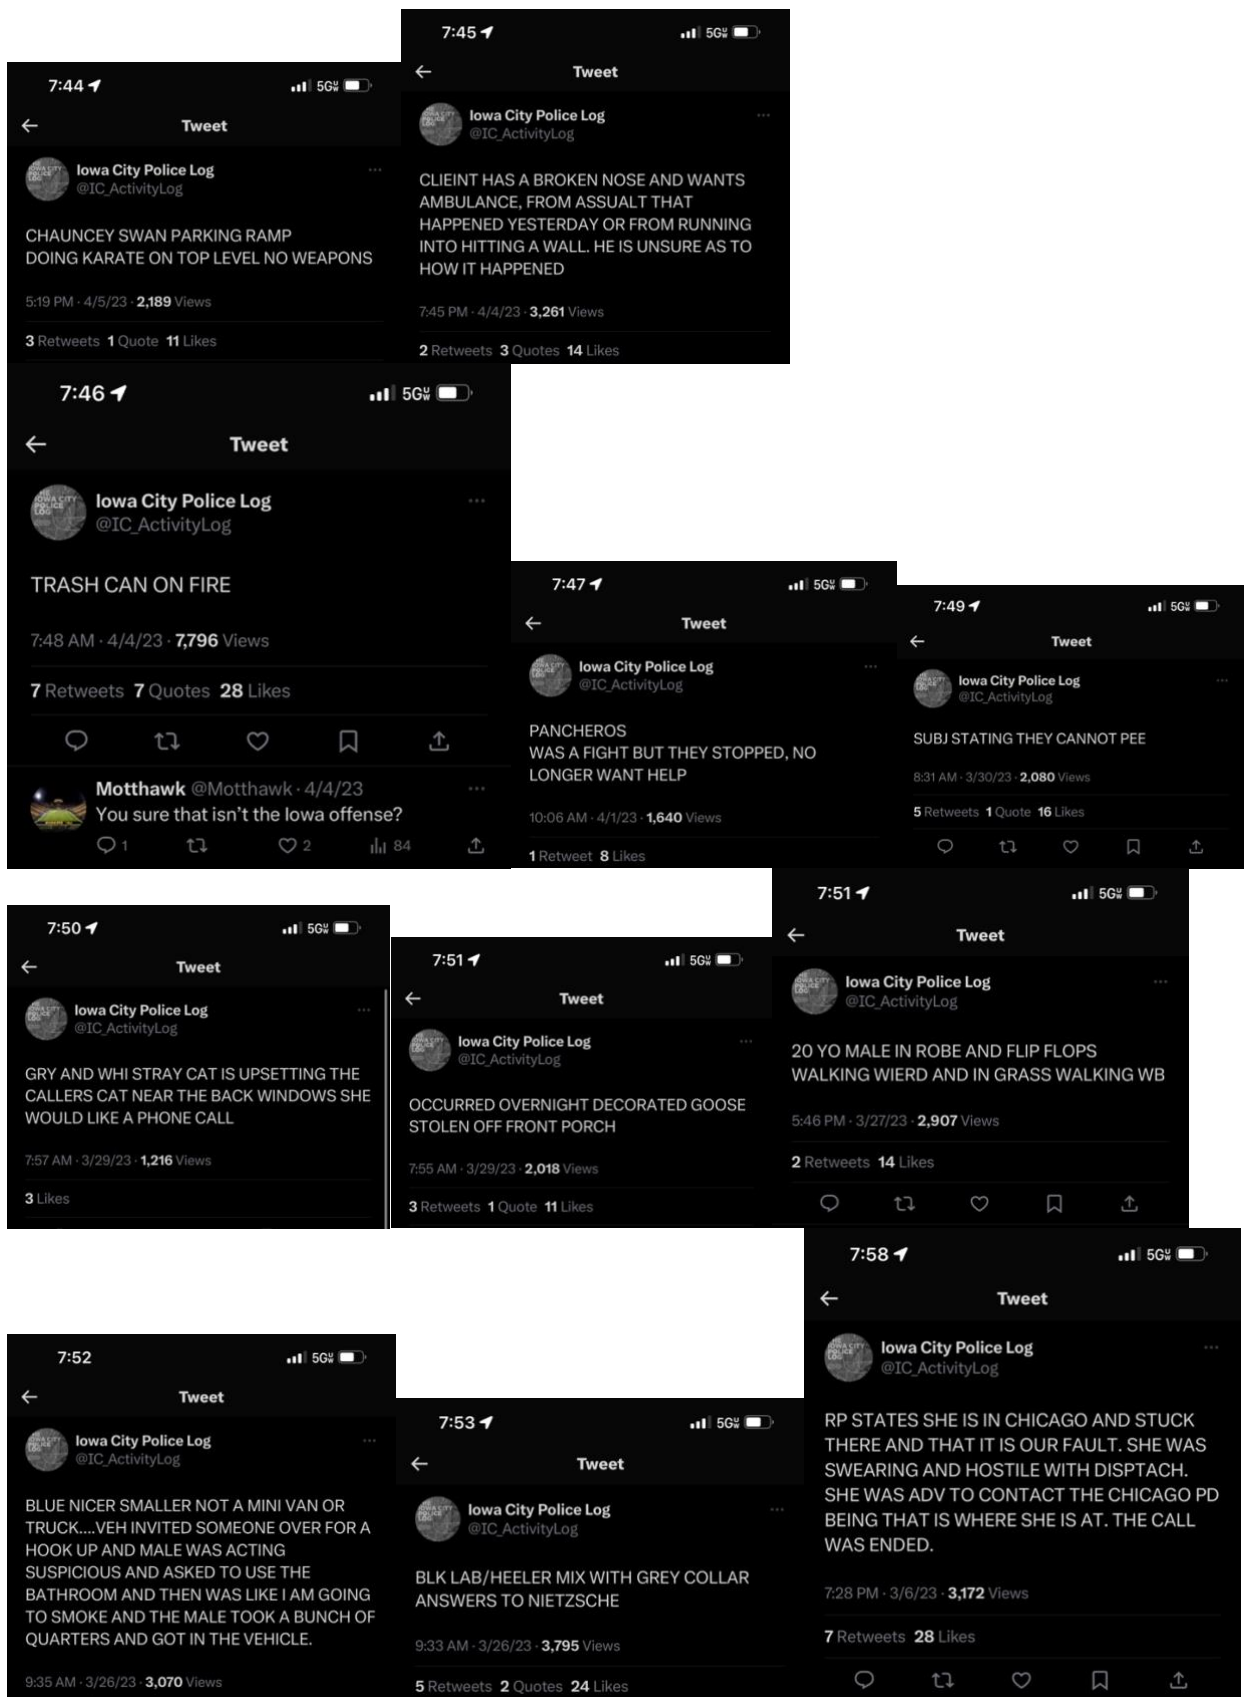 7:44
5GW
Tweet
Iowa City Police Log
@IC_ActivityLog
CHAUNCEY SWAN PARKING RAMP
DOING KARATE ON TOP LEVEL NO WEAPONS
5:19 PM · 4/5/23 · 2,189 Views
3 Retweets 1 Quote 11 Likes
7:45
5GW
Tweet
Iowa City Police Log
@IC_ActivityLog
CLIEINT HAS A BROKEN NOSE AND WANTS
AMBULANCE, FROM ASSUALT THAT
HAPPENED YESTERDAY OR FROM RUNNING
INTO HITTING A WALL. HE IS UNSURE AS TO
HOW IT HAPPENED
7:45 PM · 4/4/23 · 3,261 Views
2 Retweets 3 Quotes 14 Likes
7:46
5GW
Tweet
THE IOWA CITY POLICE LOG
Iowa City Police Log
@IC_ActivityLog
TRASH CAN ON FIRE
7:48 AM · 4/4/23 · 7,796 Views
7 Retweets 7 Quotes 28 Likes
Motthawk @Motthawk · 4/4/23
You sure that isn't the Iowa offense?
1 2 84
7:47
5GW
Tweet
Iowa City Police Log
@IC_ActivityLog
PANCHEROS
WAS A FIGHT BUT THEY STOPPED, NO
LONGER WANT HELP
10:06 AM · 4/1/23 · 1,640 Views
1 Retweet 8 Likes
7:49
5GW
Tweet
Iowa City Police Log
@IC_ActivityLog
SUBJ STATING THEY CANNOT PEE
8:31 AM · 3/30/23 · 2,080 Views
5 Retweets 1 Quote 16 Likes
7:50
5GW
Tweet
Iowa City Police Log
@IC_ActivityLog
GRY AND WHI STRAY CAT IS UPSETTING THE
CALLERS CAT NEAR THE BACK WINDOWS SHE
WOULD LIKE A PHONE CALL
7:57 AM · 3/29/23 · 1,216 Views
3 Likes
7:51
5GW
Tweet
Iowa City Police Log
@IC_ActivityLog
OCCURRED OVERNIGHT DECORATED GOOSE
STOLEN OFF FRONT PORCH
7:55 AM · 3/29/23 · 2,018 Views
3 Retweets 1 Quote 11 Likes
7:51
5GW
Tweet
Iowa City Police Log
@IC_ActivityLog
20 YO MALE IN ROBE AND FLIP FLOPS
WALKING WIERD AND IN GRASS WALKING WB
5:46 PM · 3/27/23 · 2,907 Views
2 Retweets 14 Likes
7:52
5GW
Tweet
Iowa City Police Log
@IC_ActivityLog
BLUE NICER SMALLER NOT A MINI VAN OR
TRUCK....VEH INVITED SOMEONE OVER FOR A
HOOK UP AND MALE WAS ACTING
SUSPICIOUS AND ASKED TO USE THE
BATHROOM AND THEN WAS LIKE I AM GOING
TO SMOKE AND THE MALE TOOK A BUNCH OF
QUARTERS AND GOT IN THE VEHICLE.
9:35 AM · 3/26/23 · 3,070 Views
7:53
5GW
Tweet
Iowa City Police Log
@IC_ActivityLog
BLK LAB/HEELER MIX WITH GREY COLLAR
ANSWERS TO NIETZSCHE
9:33 AM · 3/26/23 · 3,795 Views
5 Retweets 2 Quotes 24 Likes
7:58
5GW
Tweet
Iowa City Police Log
@IC_ActivityLog
RP STATES SHE IS IN CHICAGO AND STUCK
THERE AND THAT IT IS OUR FAULT. SHE WAS
SWEARING AND HOSTILE WITH DISPTACH.
SHE WAS ADV TO CONTACT THE CHICAGO PD
BEING THAT IS WHERE SHE IS AT. THE CALL
WAS ENDED.
7:28 PM · 3/6/23 · 3,172 Views
7 Retweets 28 Likes